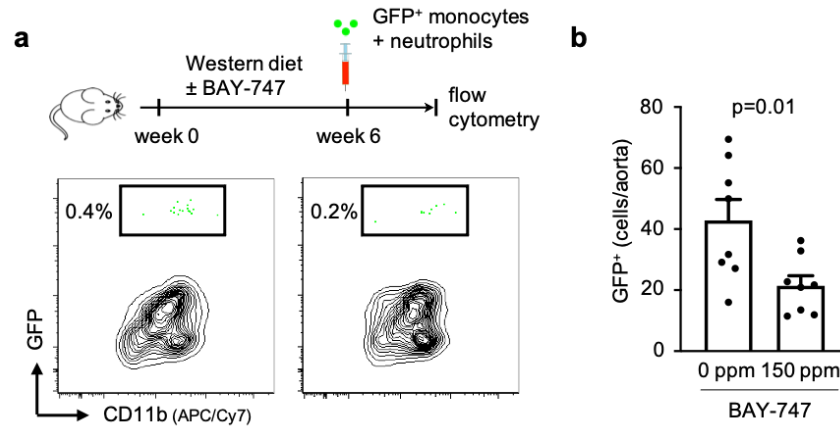 a
GFP⁺ monocytes
+ neutrophils
Western diet
± BAY-747
week 0
week 6
flow
cytometry
0.4%
0.2%
GFP
CD11b (APC/Cy7)
b
p=0.01
GFP⁺ (cells/aorta)
80
60
40
20
0
0 ppm 150 ppm
BAY-747